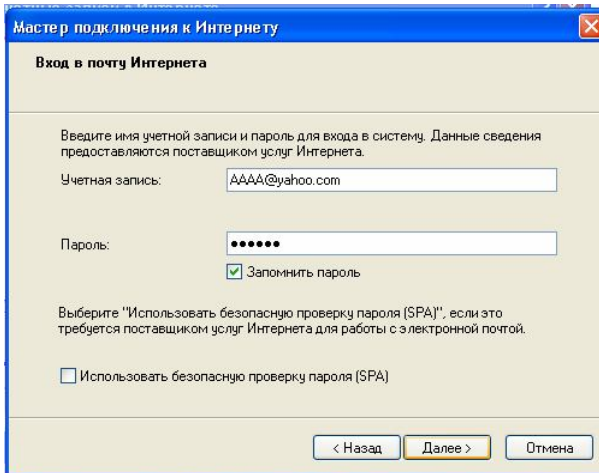 Мастер подключения к Интернету
Вход в почту Интернета
Введите имя учетной записи и пароль для входа в систему. Данные сведения
предоставляются поставщиком услуг Интернета.
Учетная запись: AAAA@yahoo.com
Пароль: ●●●●●●
Запомнить пароль
Выберите "Использовать безопасную проверку пароля (SPA)", если это
требуется поставщиком услуг Интернета для работы с электронной почтой.
Использовать безопасную проверку пароля (SPA)
< Назад Далее > Отмена